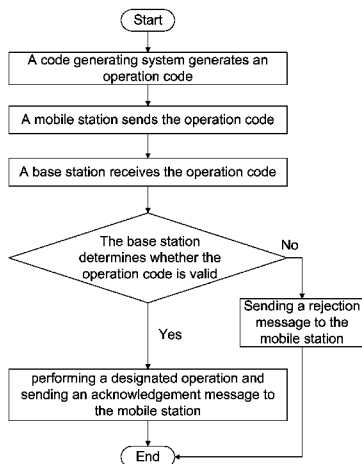 Start
A code generating system generates an
operation code
A mobile station sends the operation code
A base station receives the operation code
The base station
determines whether the
operation code is valid
No
Sending a rejection
message to the
mobile station
Yes
performing a designated operation and
sending an acknowledgement message to
the mobile station
End